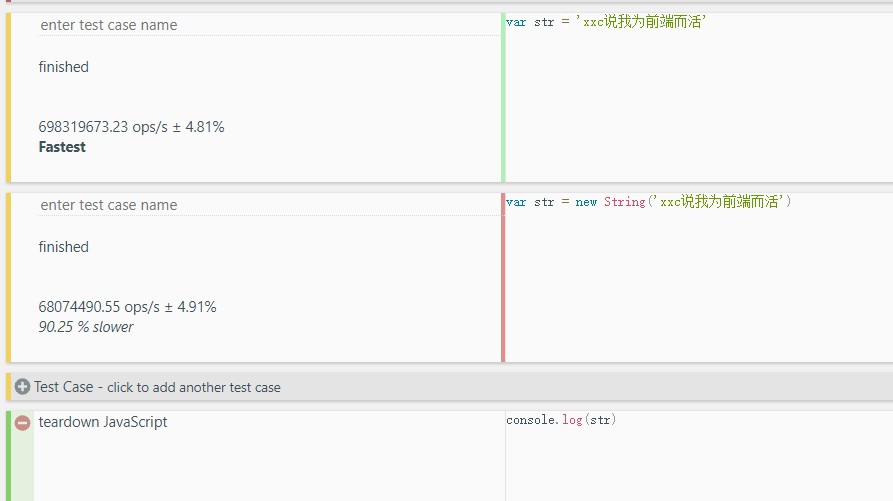 enter test case name
var str = 'xxc说我为前端而活'
finished
698319673.23 ops/s ± 4.81%
Fastest
enter test case name
var str = new String('xxc说我为前端而活')
finished
68074490.55 ops/s ± 4.91%
90.25 % slower
Test Case - click to add another test case
teardown JavaScript
console.log(str)